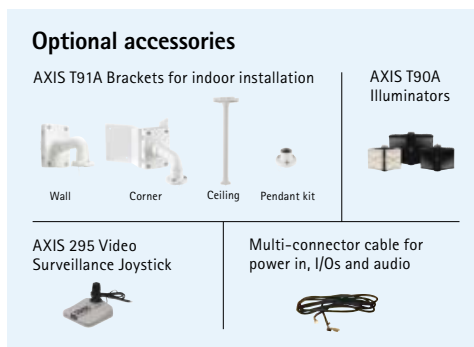 Optional accessories
AXIS T91A Brackets for indoor installation
Wall
Corner
Ceiling
Pendant kit
AXIS T90A
Illuminators
AXIS 295 Video
Surveillance Joystick
Multi-connector cable for
power in, I/Os and audio